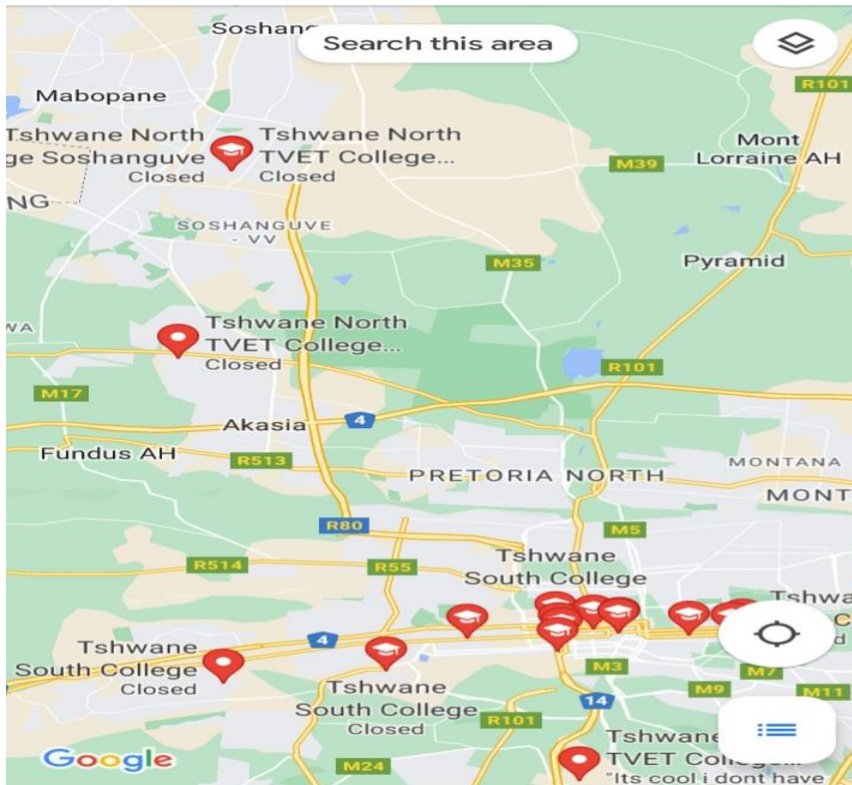 Soshang
Search this area
R101
Mabopane
Tshwane North
ge Soshanguve
Closed
Tshwane North
TVET College...
Closed
Mont
Lorraine AH
M39
NG
SOSHANGUVE
- VV
M35
Pyramid
WA
Tshwane North
TVET College...
Closed
R101
M17
Akasia
4
Fundus AH
R513
PRETORIA NORTH
MONTANA
MONT
R80
M5
R514
R55
Tshwane
South College
Tshwa
C
d
4
Tshwane
South College
Closed
Tshwane
South College
Closed
M3
M7
M9
M11
14
R101
Google
M24
Tshwane
TVET College...
"Its cool i dont have